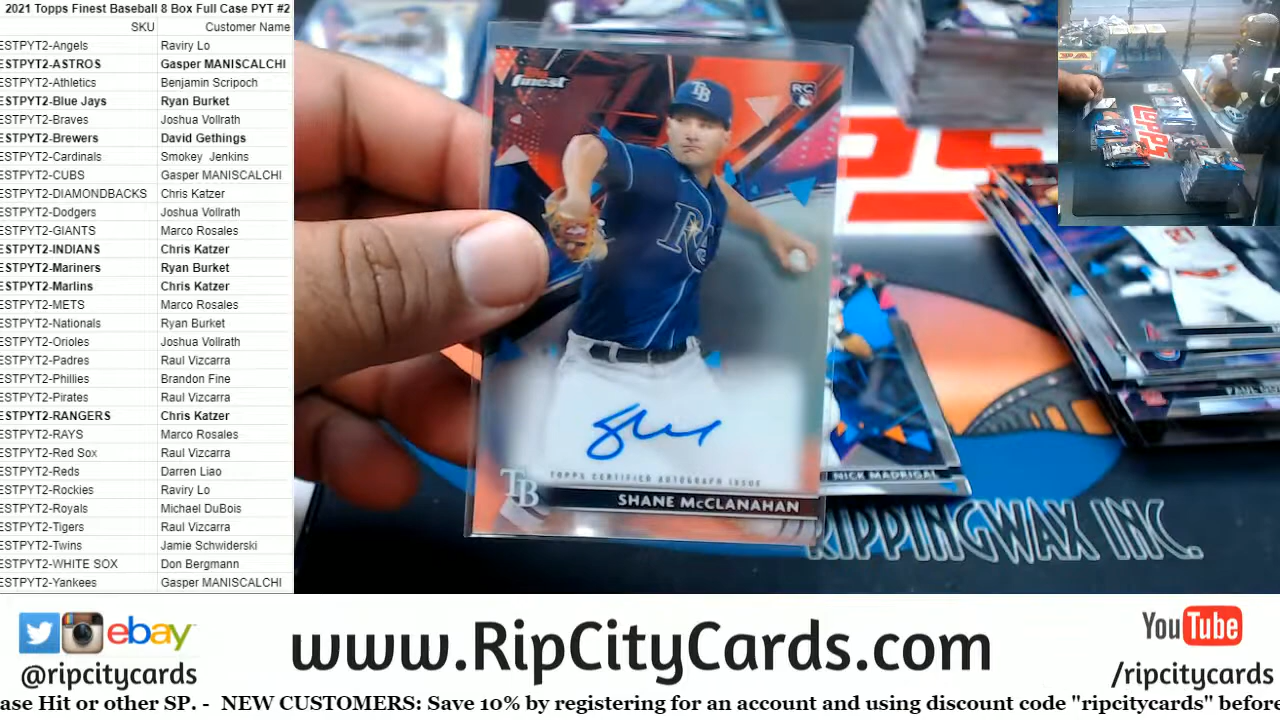 2021 Topps Finest Baseball 8 Box Full Case PYT #2
SKU Customer Name
ESTPYT2-Angels Raviry Lo
ESTPYT2-ASTROS Gasper MANISCALCHI
ESTPYT2-Athletics Benjamin Scripoch
ESTPYT2-Blue Jays Ryan Burket
ESTPYT2-Braves Joshua Vollrath
ESTPYT2-Brewers David Gethings
ESTPYT2-Cardinals Smokey Jenkins
ESTPYT2-CUBS Gasper MANISCALCHI
ESTPYT2-DIAMONDBACKS Chris Katzer
ESTPYT2-Dodgers Joshua Vollrath
ESTPYT2-GIANTS Marco Rosales
ESTPYT2-INDIANS Chris Katzer
ESTPYT2-Mariners Ryan Burket
ESTPYT2-Marlins Chris Katzer
ESTPYT2-METS Marco Rosales
ESTPYT2-Nationals Ryan Burket
ESTPYT2-Orioles Joshua Vollrath
ESTPYT2-Padres Raul Vizcarra
ESTPYT2-Phillies Brandon Fine
ESTPYT2-Pirates Raul Vizcarra
ESTPYT2-RANGERS Chris Katzer
ESTPYT2-RAYS Marco Rosales
ESTPYT2-Red Sox Raul Vizcarra
ESTPYT2-Reds Darren Liao
ESTPYT2-Rockies Raviry Lo
ESTPYT2-Royals Michael DuBois
ESTPYT2-Tigers Raul Vizcarra
ESTPYT2-Twins Jamie Schwiderski
ESTPYT2-WHITE SOX Don Bergmann
ESTPYT2-Yankees Gasper MANISCALCHI
finest
RC
TB
TOPPS CERTIFIED AUTOGRAPH ISSUE
TB
SHANE McCLANAHAN
NICK MADRIGAL
RIPPINGWAX INC.
TOPPS
ebay
@ripcitycards
www.RipCityCards.com
YouTube
/ripcitycards
ase Hit or other SP. - NEW CUSTOMERS: Save 10% by registering for an account and using discount code "ripcitycards" before